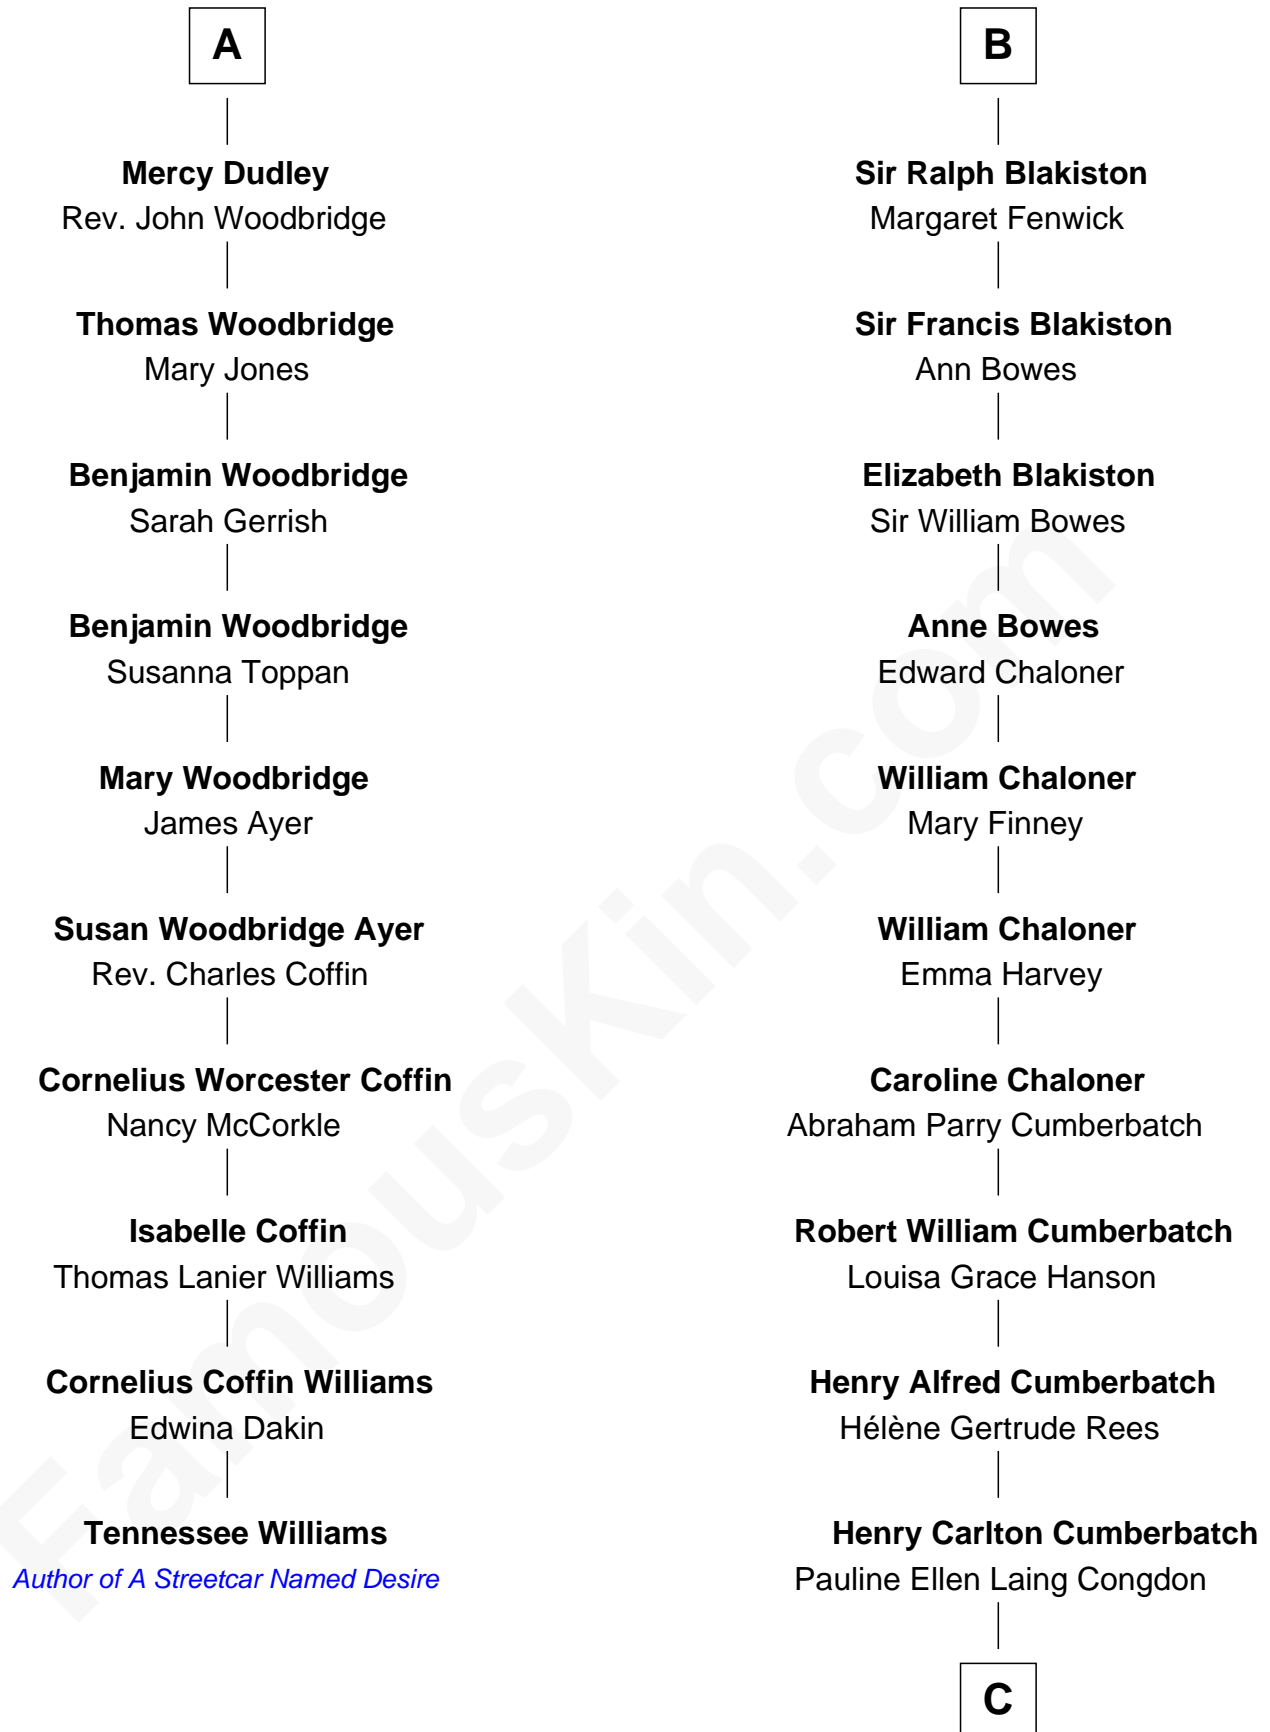 A
Mercy Dudley
Rev. John Woodbridge
Thomas Woodbridge
Mary Jones
Benjamin Woodbridge
Sarah Gerrish
Benjamin Woodbridge
Susanna Toppan
Mary Woodbridge
James Ayer
Susan Woodbridge Ayer
Rev. Charles Coffin
Cornelius Worcester Coffin
Nancy McCorkle
Isabelle Coffin
Thomas Lanier Williams
Cornelius Coffin Williams
Edwina Dakin
Tennessee Williams
Author of A Streetcar Named Desire
B
Sir Ralph Blakiston
Margaret Fenwick
Sir Francis Blakiston
Ann Bowes
Elizabeth Blakiston
Sir William Bowes
Anne Bowes
Edward Chaloner
William Chaloner
Mary Finney
William Chaloner
Emma Harvey
Caroline Chaloner
Abraham Parry Cumberbatch
Robert William Cumberbatch
Louisa Grace Hanson
Henry Alfred Cumberbatch
Hélène Gertrude Rees
Henry Carlton Cumberbatch
Pauline Ellen Laing Congdon
C
FamousKin.com